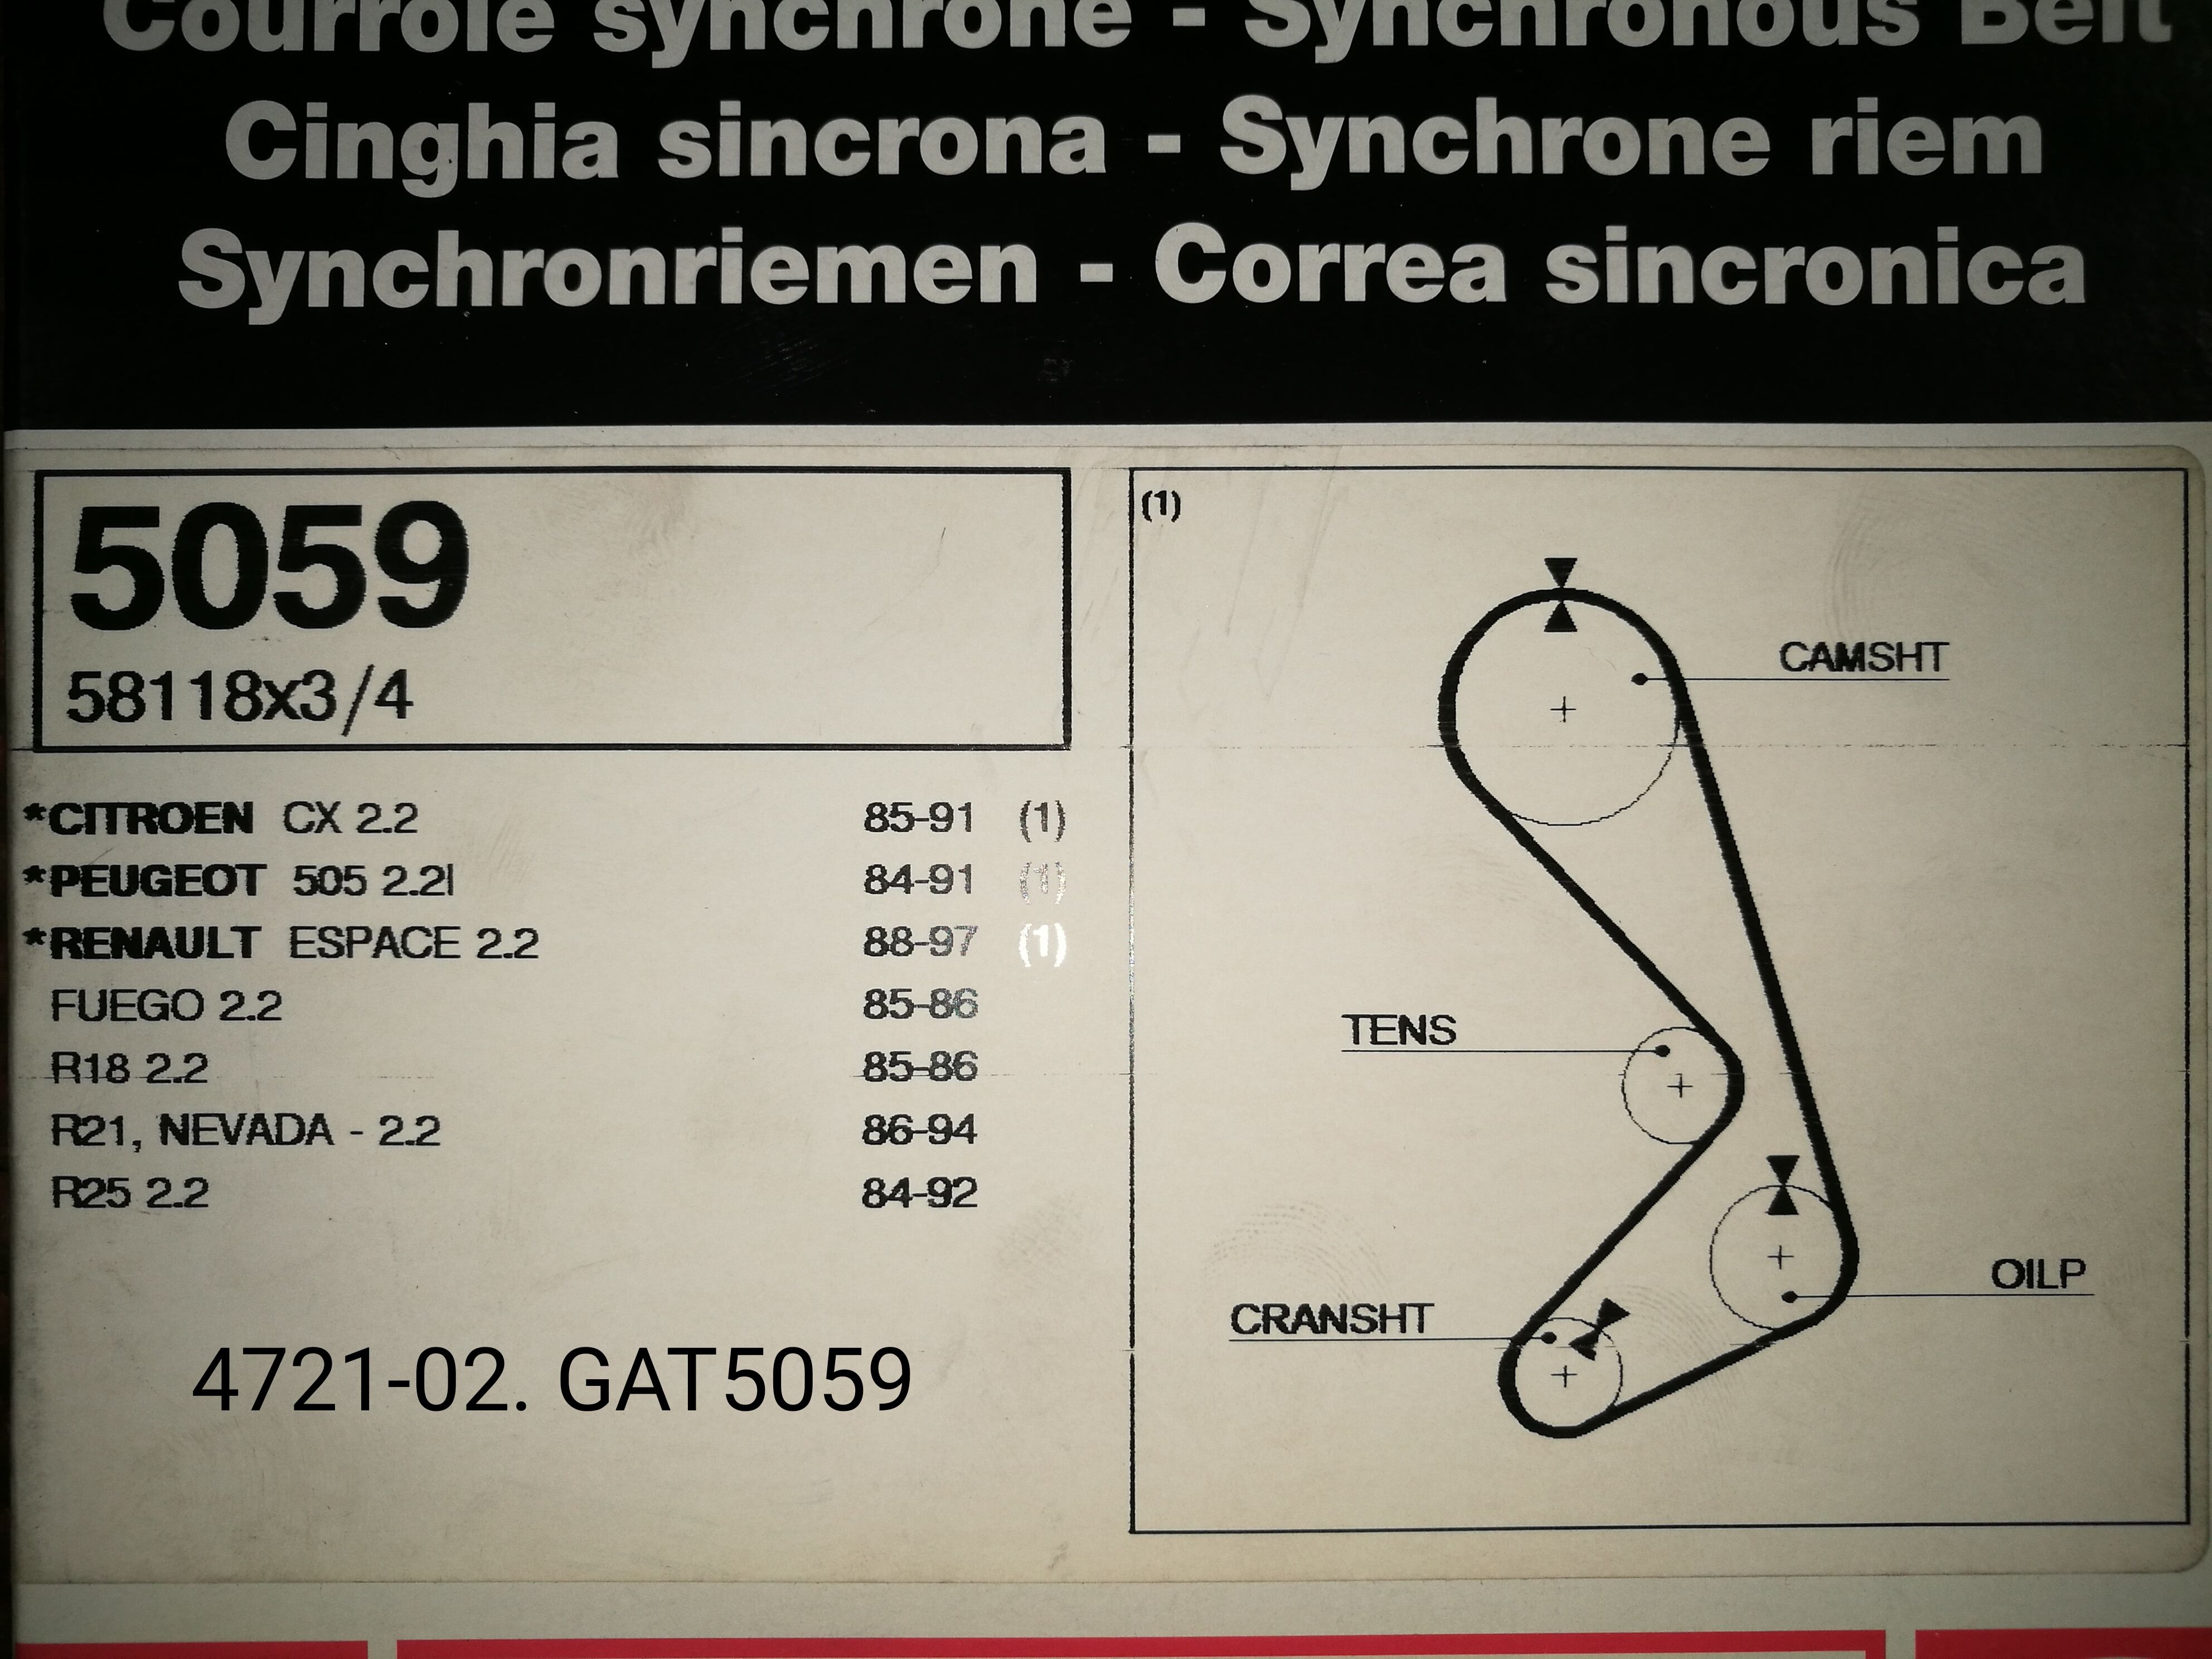 Courroie synchrone - Synchronous Belt
Cinghia sincrona - Synchrone riem
Synchronriemen - Correa sincronica
5059
58118x3/4
*CITROEN CX 2.2 85-91 (1)
*PEUGEOT 505 2.2I 84-91 (1)
*RENAULT ESPACE 2.2 88-97 (1)
FUEGO 2.2 85-86
R18 2.2 85-86
R21, NEVADA - 2.2 86-94
R25 2.2 84-92
4721-02. GAT5059
(1)
CAMSHT
TENS
OILP
CRANSHT